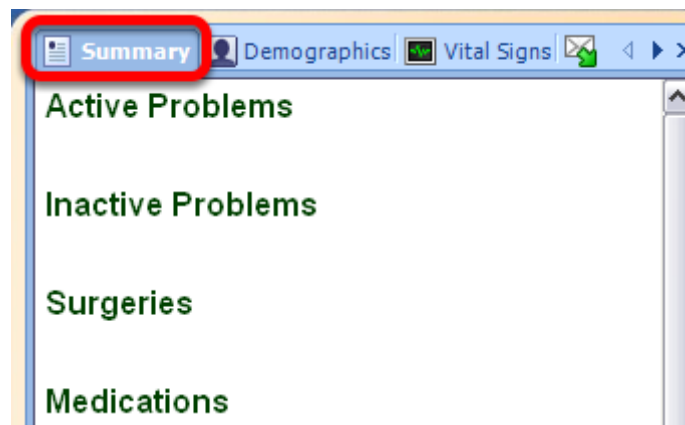 Summary Demographics Vital Signs
Active Problems
Inactive Problems
Surgeries
Medications